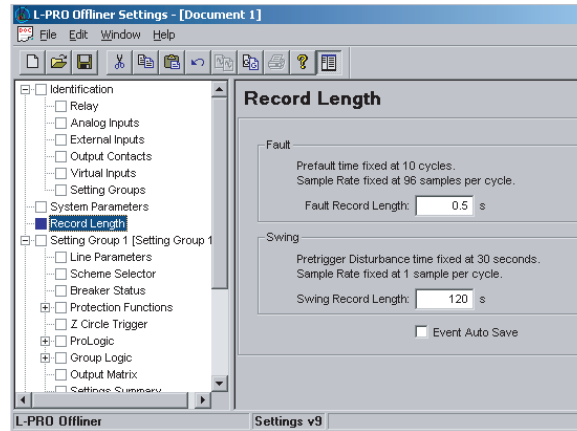 L-PRO Offliner Settings - [Document 1]
File Edit Window Help
Identification
Relay
Analog Inputs
External Inputs
Output Contacts
Virtual Inputs
Setting Groups
System Parameters
Record Length
Setting Group 1 [Setting Group 1
Line Parameters
Scheme Selector
Breaker Status
Protection Functions
Z Circle Trigger
ProLogic
Group Logic
Output Matrix
Settings Summary
Record Length
Fault
Prefault time fixed at 10 cycles.
Sample Rate fixed at 96 samples per cycle.
Fault Record Length: 0.5 s
Swing
Pretrigger Disturbance time fixed at 30 seconds.
Sample Rate fixed at 1 sample per cycle.
Swing Record Length: 120 s
Event Auto Save
L-PRO Offliner Settings v9